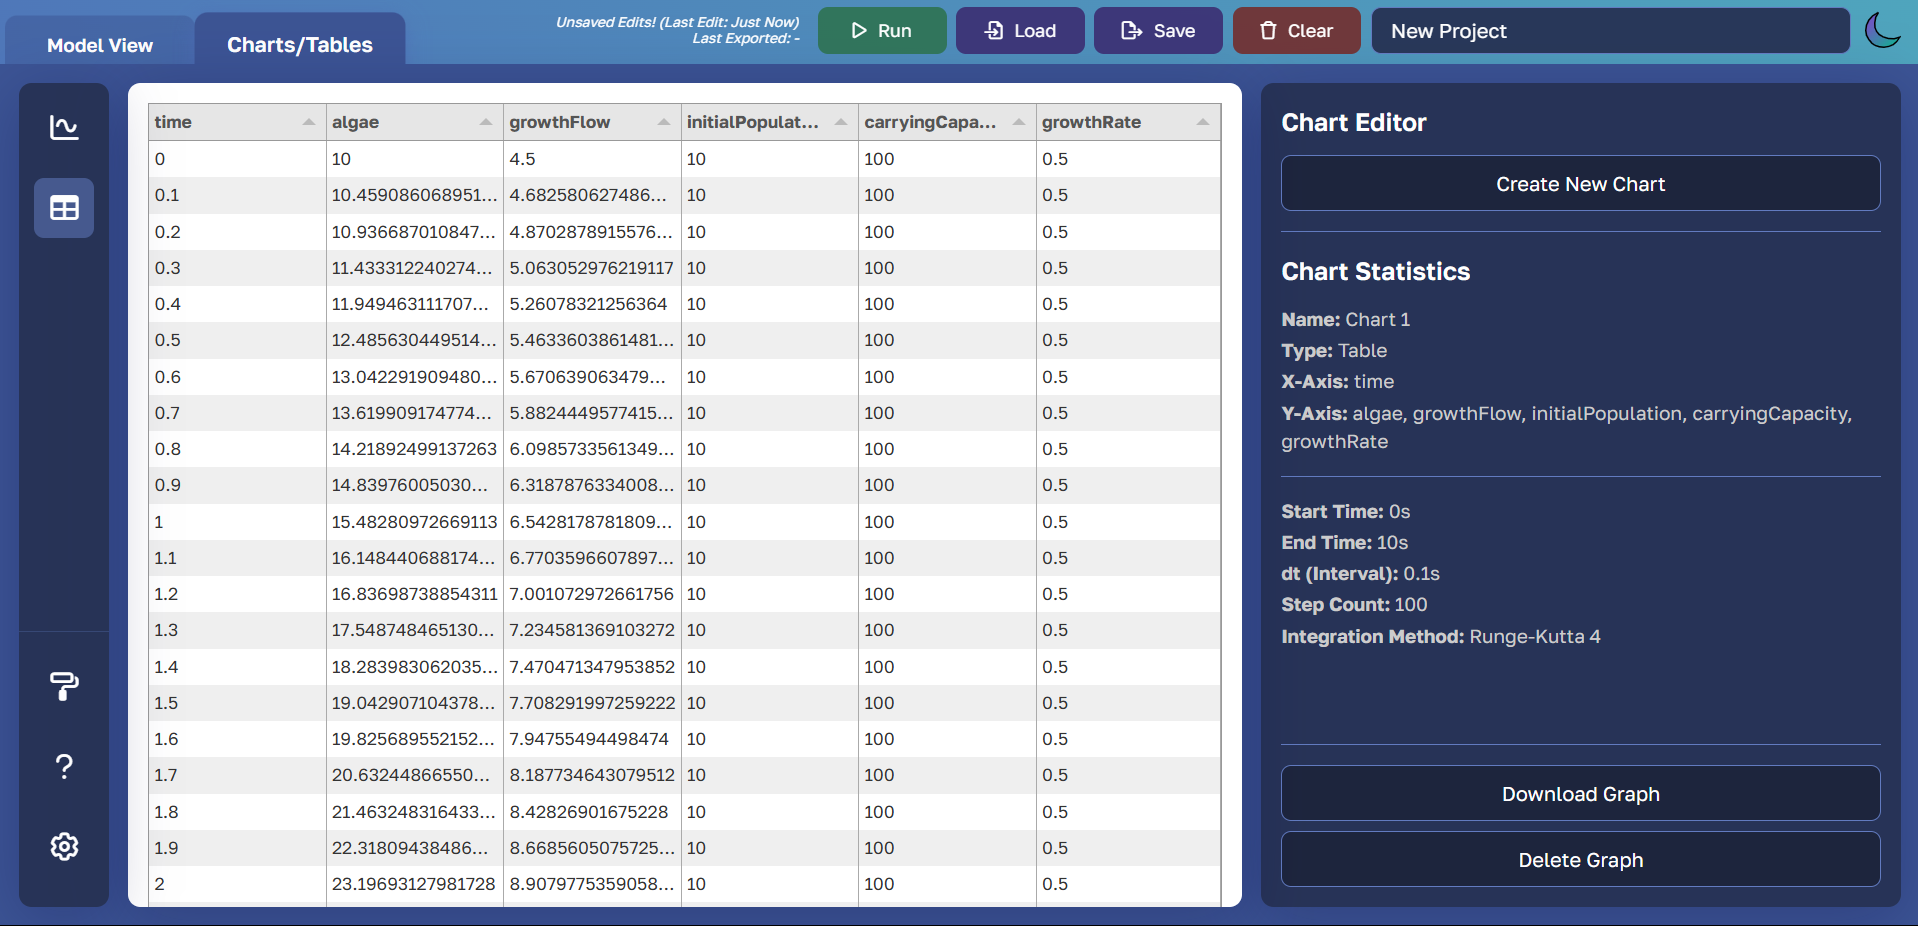 Model View
Charts/Tables
Unsaved Edits! (Last Edit: Just Now)
Last Exported: -
Run
Load
Save
Clear
New Project
time algae growthFlow initialPopulat... carryingCapa... growthRate
0 10 4.5 10 100 0.5
0.1 10.459086068951... 4.682580627486... 10 100 0.5
0.2 10.936687010847... 4.8702878915576... 10 100 0.5
0.3 11.433312240274... 5.063052976219117 10 100 0.5
0.4 11.949463111707... 5.26078321256364 10 100 0.5
0.5 12.485630449514... 5.4633603861481... 10 100 0.5
0.6 13.042291909480... 5.670639063479... 10 100 0.5
0.7 13.619909174774... 5.8824449577415... 10 100 0.5
0.8 14.21892499137263 6.0985733561349... 10 100 0.5
0.9 14.83976005030... 6.3187876334008... 10 100 0.5
1 15.48280972669113 6.5428178781809... 10 100 0.5
1.1 16.148440688174... 6.7703596607897... 10 100 0.5
1.2 16.83698738854311 7.001072972661756 10 100 0.5
1.3 17.548748465130... 7.234581369103272 10 100 0.5
1.4 18.283983062035... 7.470471347953852 10 100 0.5
1.5 19.042907104378... 7.708291997259222 10 100 0.5
1.6 19.825689552152... 7.94755494498474 10 100 0.5
1.7 20.63244866550... 8.187734643079512 10 100 0.5
1.8 21.463248316433... 8.42826901675228 10 100 0.5
1.9 22.31809438486... 8.6685605075725... 10 100 0.5
2 23.19693127981728 8.9079775359058... 10 100 0.5
Chart Editor
Create New Chart
Chart Statistics
Name: Chart 1
Type: Table
X-Axis: time
Y-Axis: algae, growthFlow, initialPopulation, carryingCapacity,
growthRate
Start Time: 0s
End Time: 10s
dt (Interval): 0.1s
Step Count: 100
Integration Method: Runge-Kutta 4
Download Graph
Delete Graph